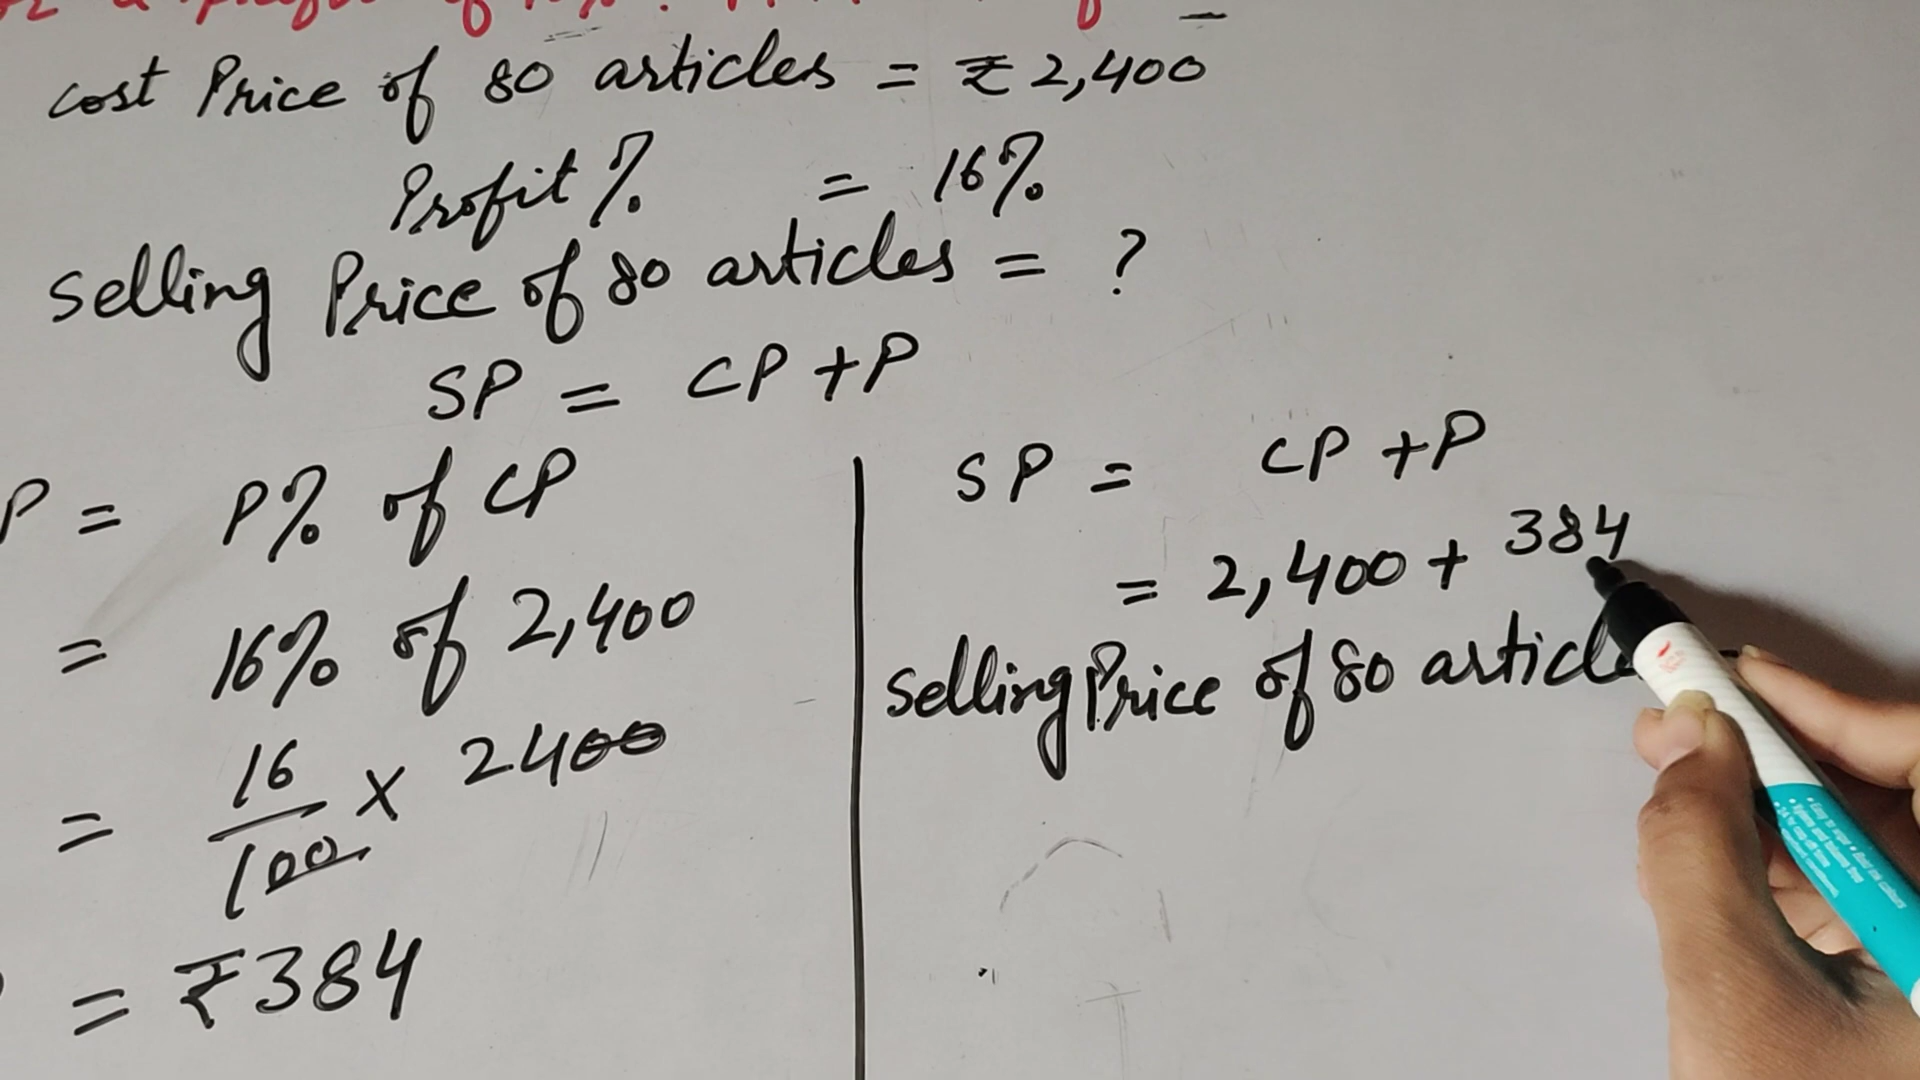 cost Price of 80 articles = ₹ 2,400
Profit % = 16%
Selling Price of 80 articles = ?
SP = CP + P
P = P% of CP
= 16% of 2,400
= 16/100 × 2400
= ₹384
SP = CP + P
= 2,400 + 384
Selling Price of 80 article